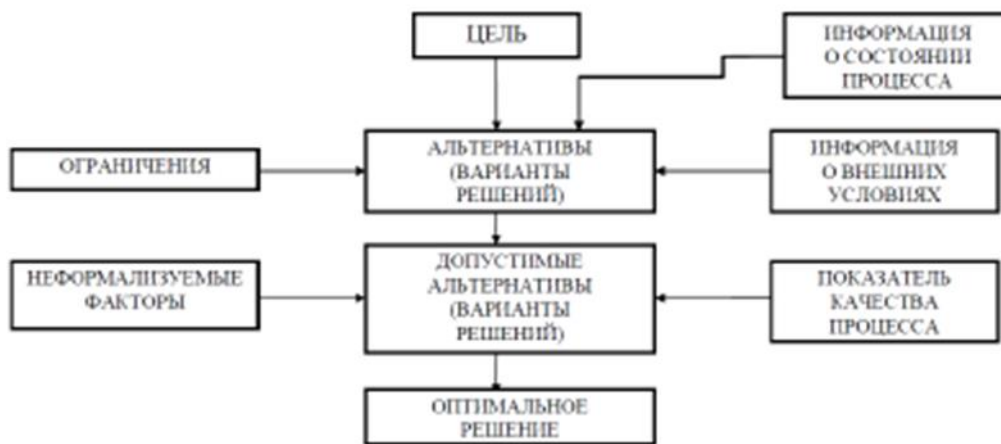 ЦЕЛЬ
ИНФОРМАЦИЯ
О СОСТОЯНИИ
ПРОЦЕССА
ОГРАНИЧЕНИЯ
АЛЬТЕРНАТИВЫ
(ВАРИАНТЫ
РЕШЕНИЙ)
ИНФОРМАЦИЯ
О ВНЕШНИХ
УСЛОВИЯХ
НЕФОРМАЛИЗУЕМЫЕ
ФАКТОРЫ
ДОПУСТИМЫЕ
АЛЬТЕРНАТИВЫ
(ВАРИАНТЫ
РЕШЕНИЙ)
ПОКАЗАТЕЛЬ
КАЧЕСТВА
ПРОЦЕССА
ОПТИМАЛЬНОЕ
РЕШЕНИЕ